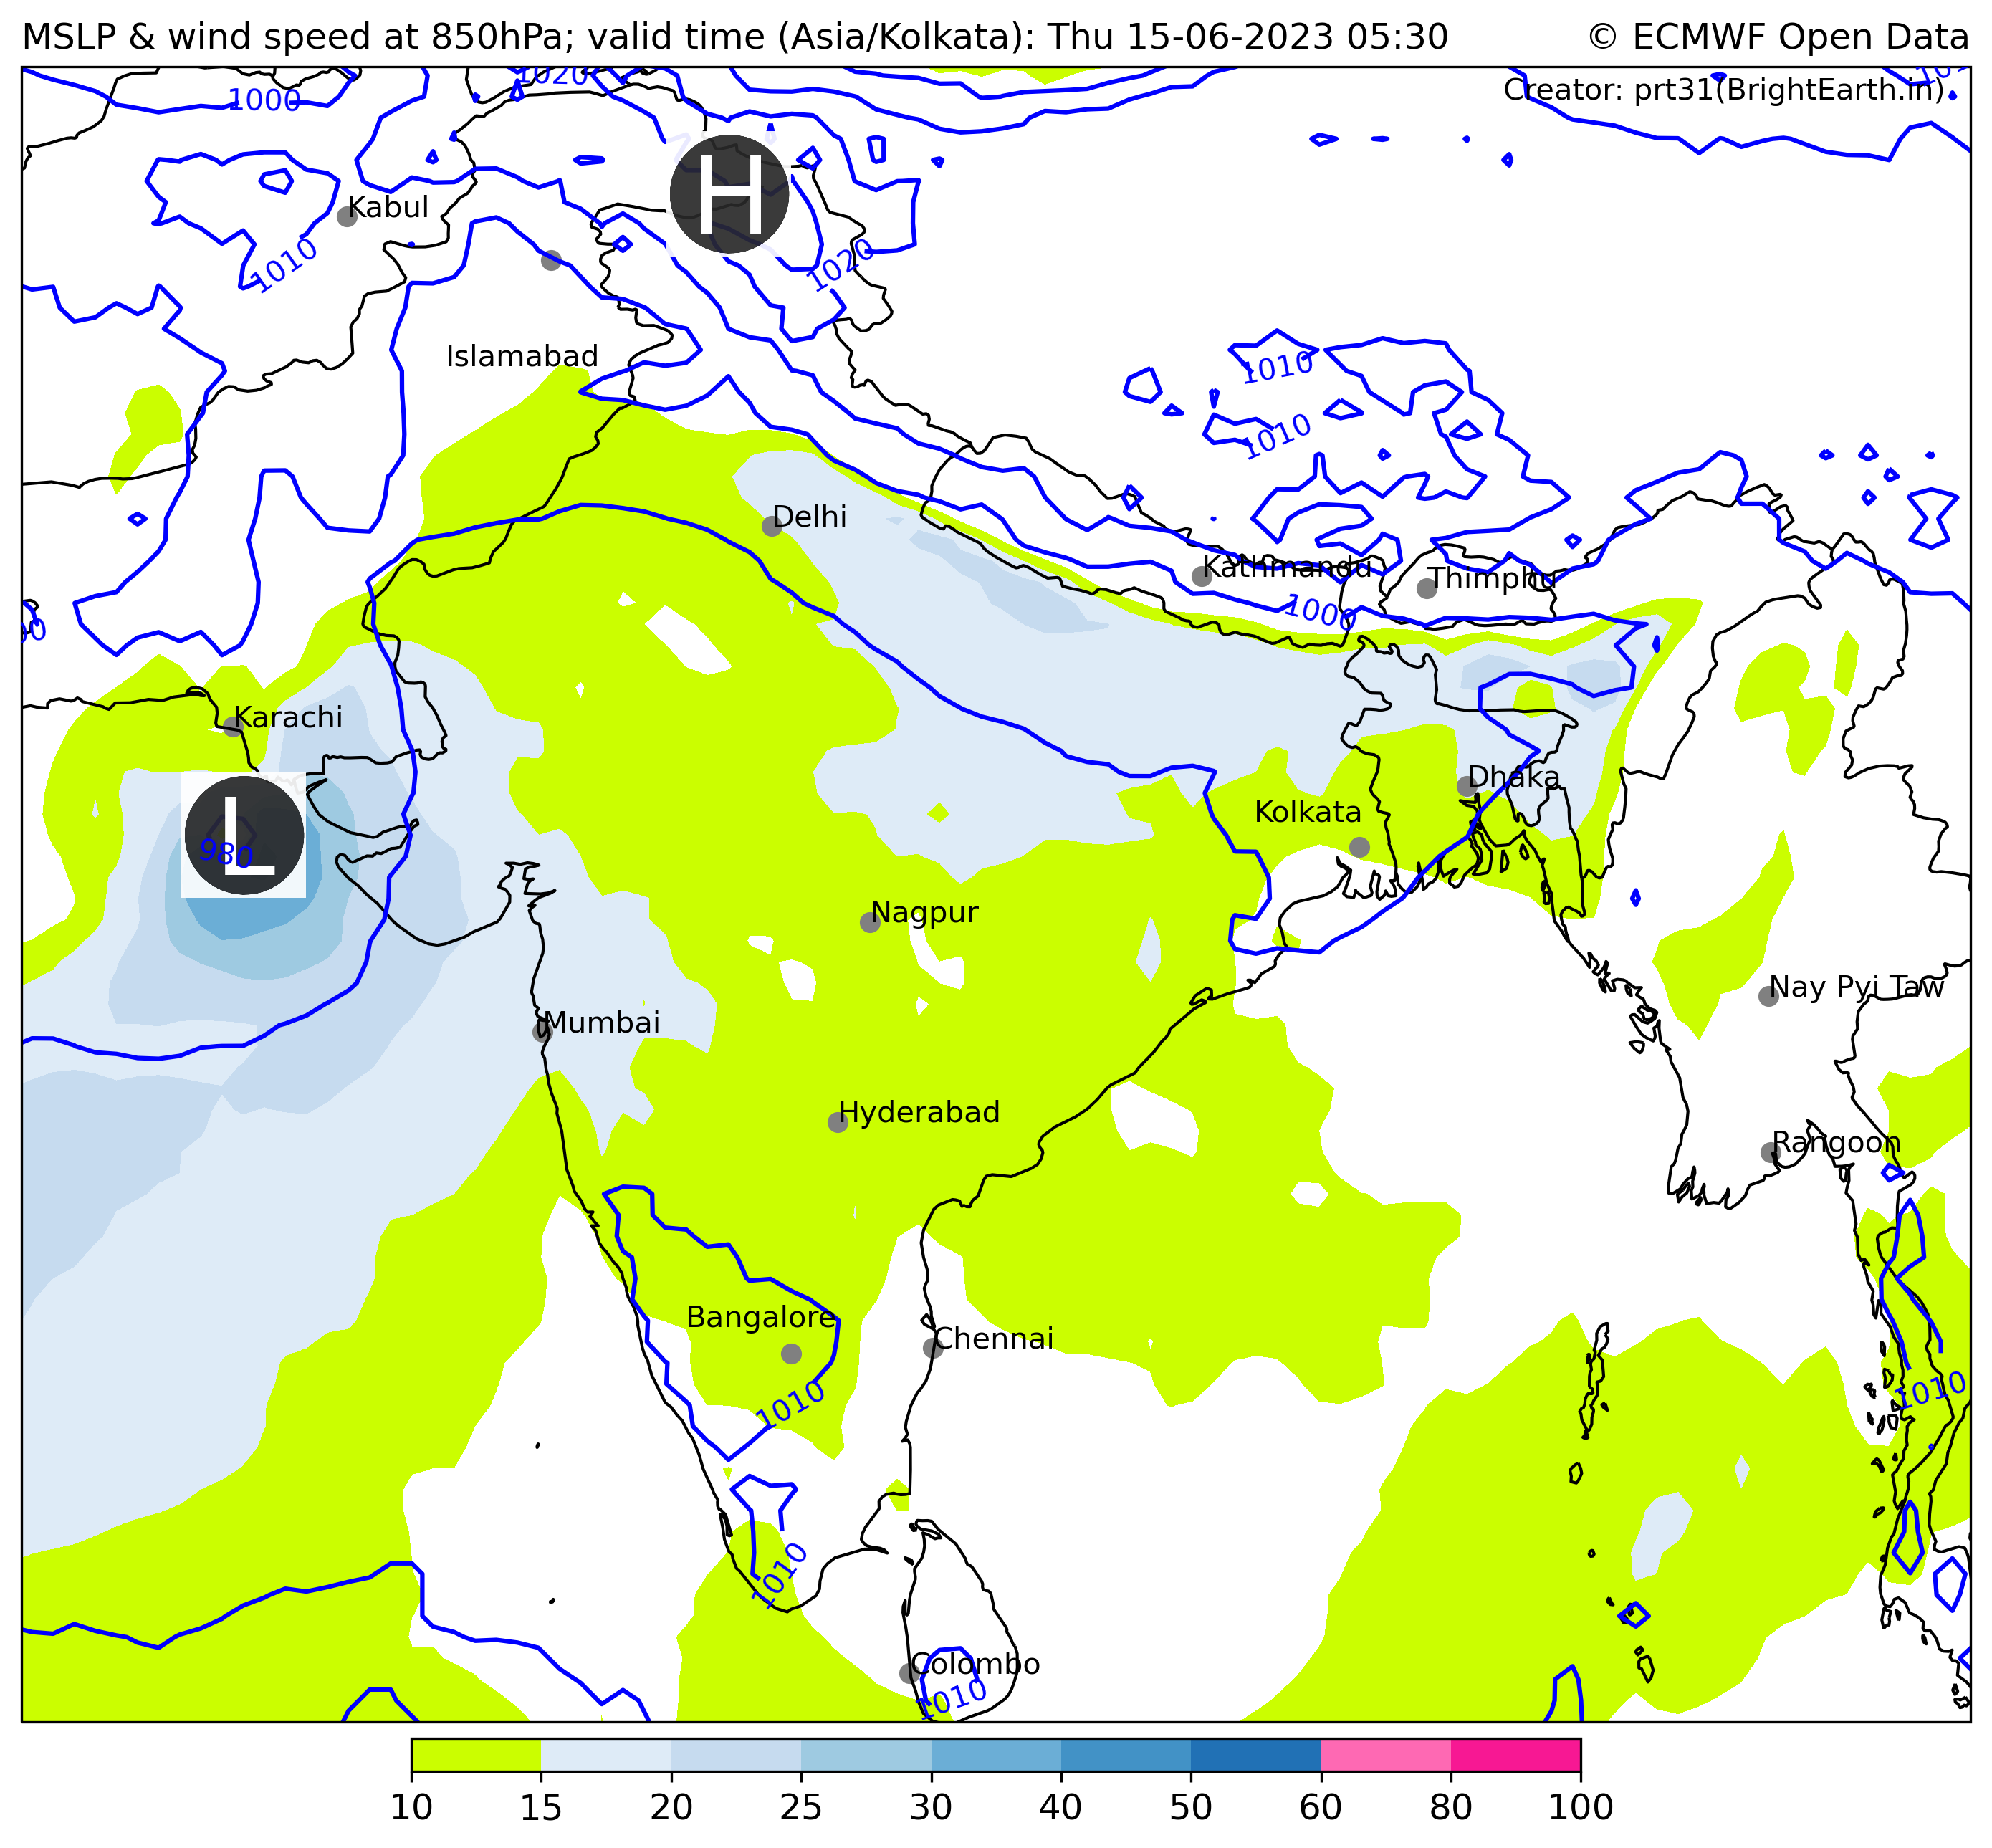 MSLP & wind speed at 850hPa; valid time (Asia/Kolkata): Thu 15-06-2023 05:30
© ECMWF Open Data
1020
1000
Creator: prt31(BrightEarth.in)
H
Kabul
1010
1020
Islamabad
1010
1010
Delhi
Kathmandu
Thimphu
1000
Karachi
Dhaka
Kolkata
L
980
Nagpur
Nay Pyi Taw
Mumbai
Hyderabad
Rangoon
Bangalore
Chennai
1010
1010
1010
Colombo
1010
10 15 20 25 30 40 50 60 80 100